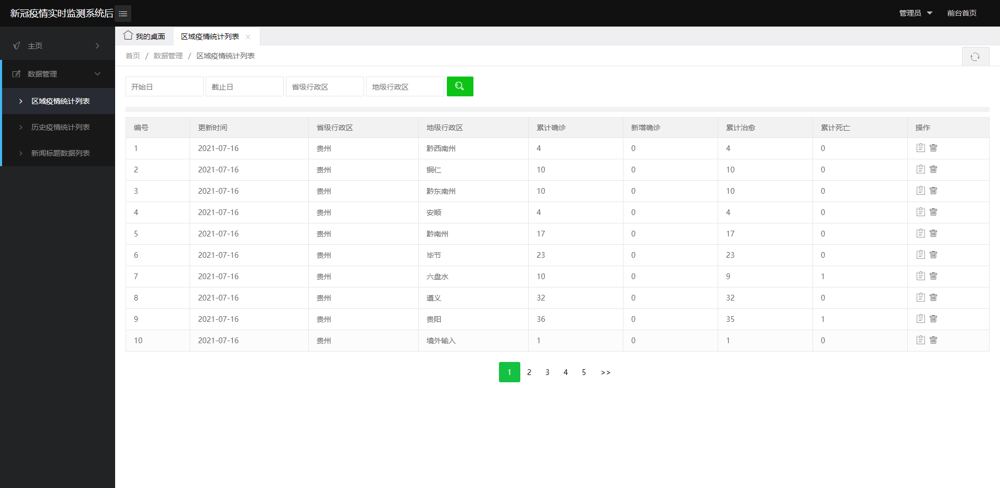 新冠疫情实时监测系统后
管理员 前台首页
主页
数据管理
区域疫情统计列表
历史疫情统计列表
新闻标题数据列表
我的桌面 区域疫情统计列表
首页 / 数据管理 / 区域疫情统计列表
开始日 截止日 省级行政区 地级行政区
编号 更新时间 省级行政区 地级行政区 累计确诊 新增确诊 累计治愈 累计死亡 操作
1 2021-07-16 贵州 黔西南州 4 0 4 0
2 2021-07-16 贵州 铜仁 10 0 10 0
3 2021-07-16 贵州 黔东南州 10 0 10 0
4 2021-07-16 贵州 安顺 4 0 4 0
5 2021-07-16 贵州 黔南州 17 0 17 0
6 2021-07-16 贵州 毕节 23 0 23 0
7 2021-07-16 贵州 六盘水 10 0 9 1
8 2021-07-16 贵州 遵义 32 0 32 0
9 2021-07-16 贵州 贵阳 36 0 35 1
10 2021-07-16 贵州 境外输入 1 0 1 0
1 2 3 4 5 >>